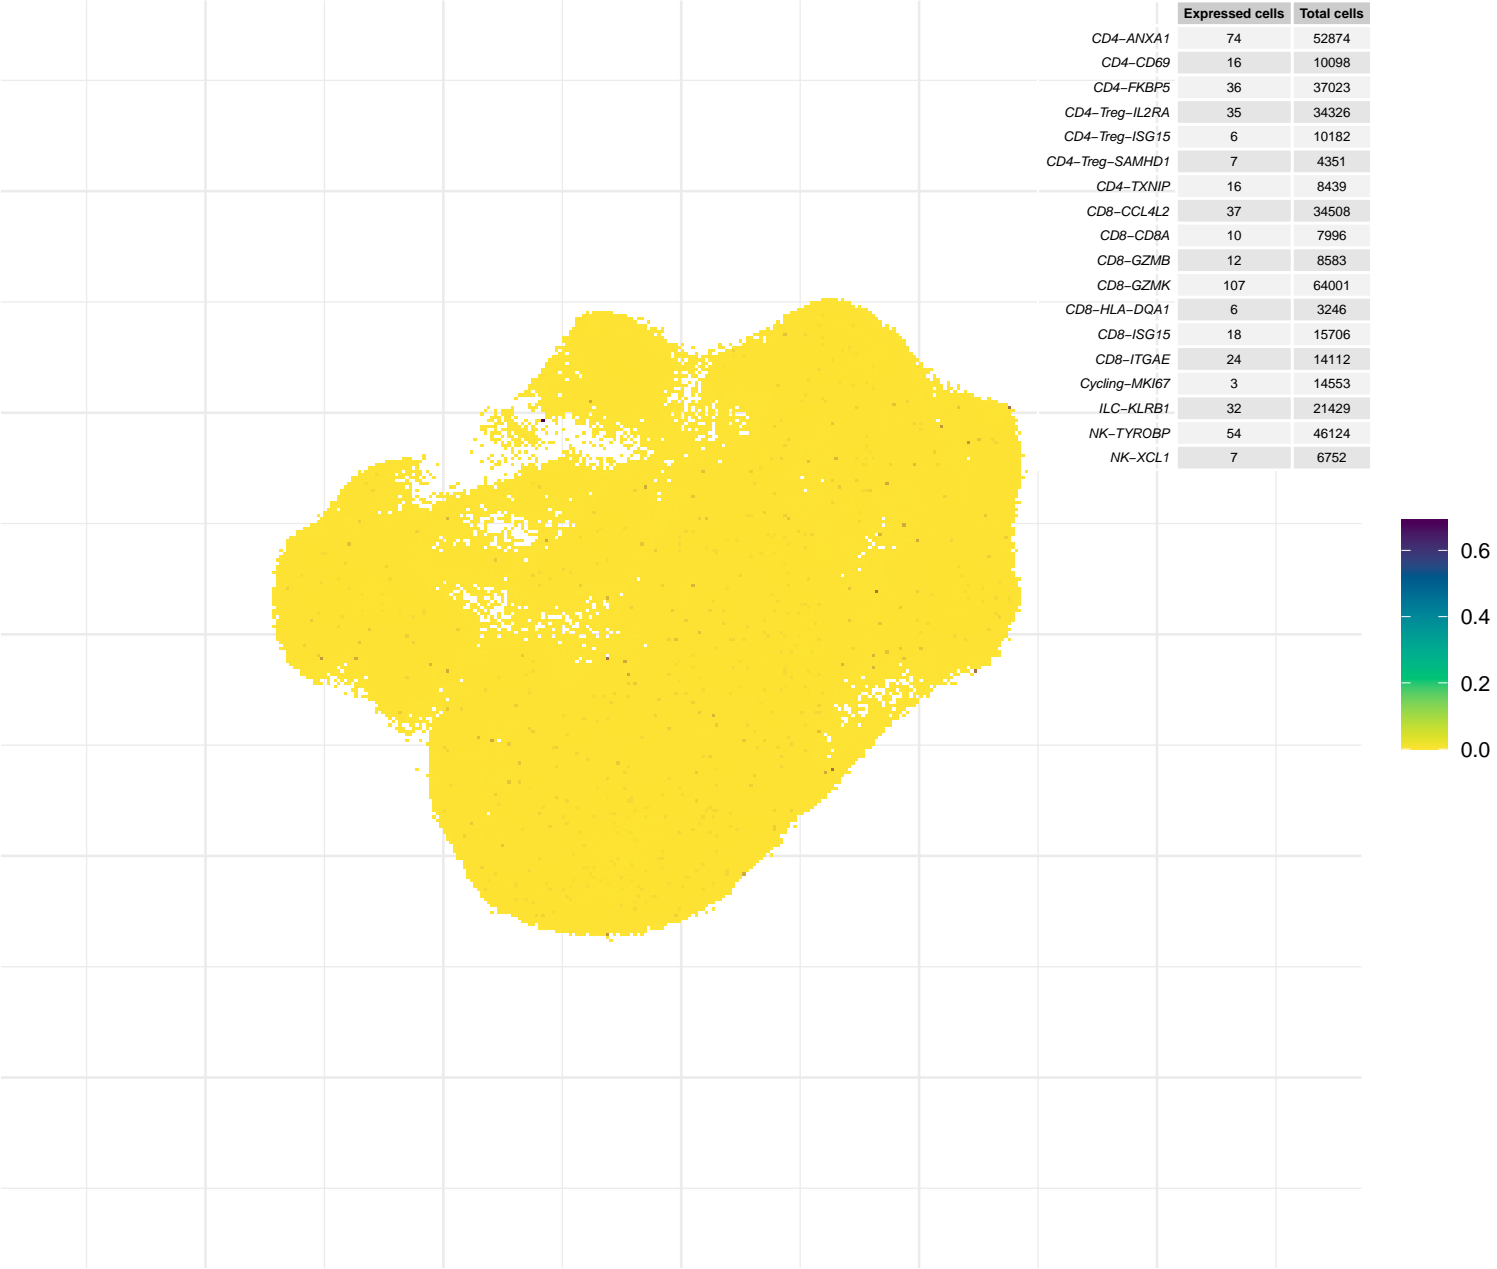 Expressed cells Total cells
CD4−ANXA1 74 52874
CD4−CD69 16 10098
CD4−FKBP5 36 37023
CD4−Treg−IL2RA 35 34326
CD4−Treg−ISG15 6 10182
CD4−Treg−SAMHD1 7 4351
CD4−TXNIP 16 8439
CD8−CCL4L2 37 34508
CD8−CD8A 10 7996
CD8−GZMB 12 8583
CD8−GZMK 107 64001
CD8−HLA−DQA1 6 3246
CD8−ISG15 18 15706
CD8−ITGAE 24 14112
Cycling−MKI67 3 14553
ILC−KLRB1 32 21429
NK−TYROBP 54 46124
NK−XCL1 7 6752
0.6
0.4
0.2
0.0